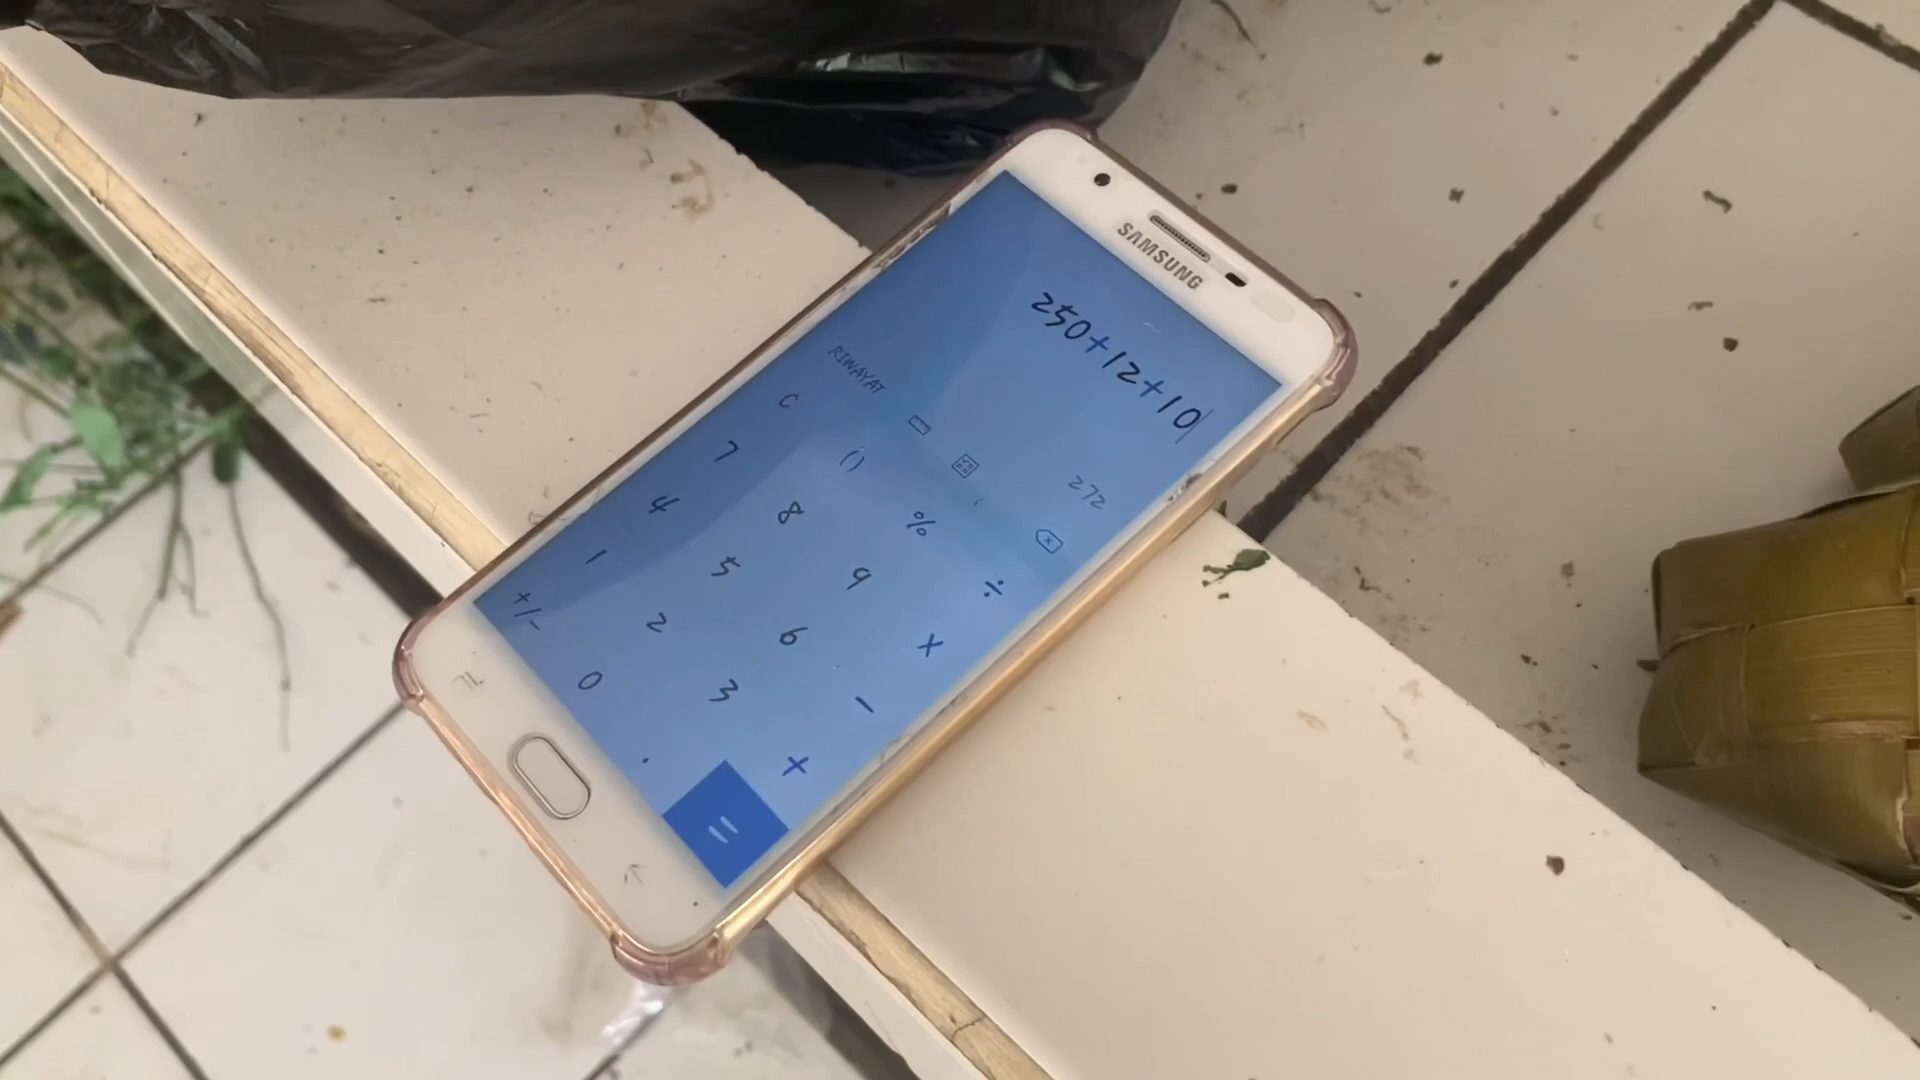 SAMSUNG
250+12+10
272
RIWAYAT
C () % ÷
7 8 9 ×
4 5 6 -
1 2 3 +
+/- 0 . =